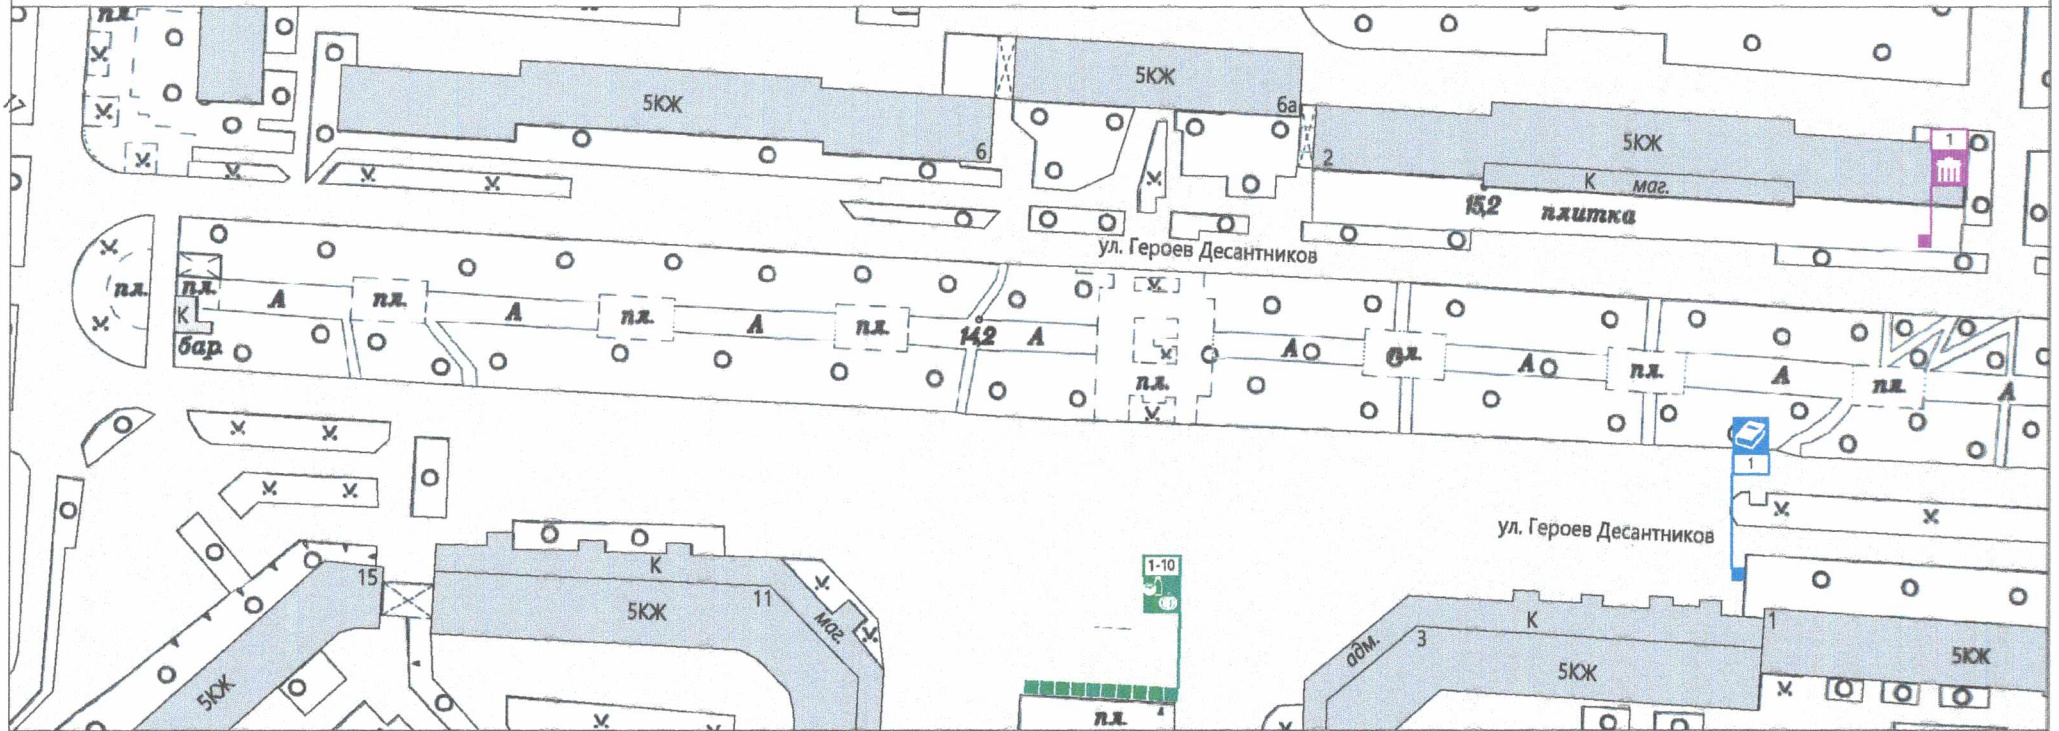 пл.
5КЖ
6
5КЖ
6а
2
5КЖ
1
К маг.
15,2 плитка
ул. Героев Десантников
пл.
пл.
К
бар.
А
пл.
А
пл.
А
пл.
14,2
А
пл.
А
пл.
А
пл.
А
пл.
А
1
ул. Героев Десантников
15
К
11
5КЖ
5КЖ
маг.
1-10
пл.
адм.
К
3
5КЖ
1
5КЖ